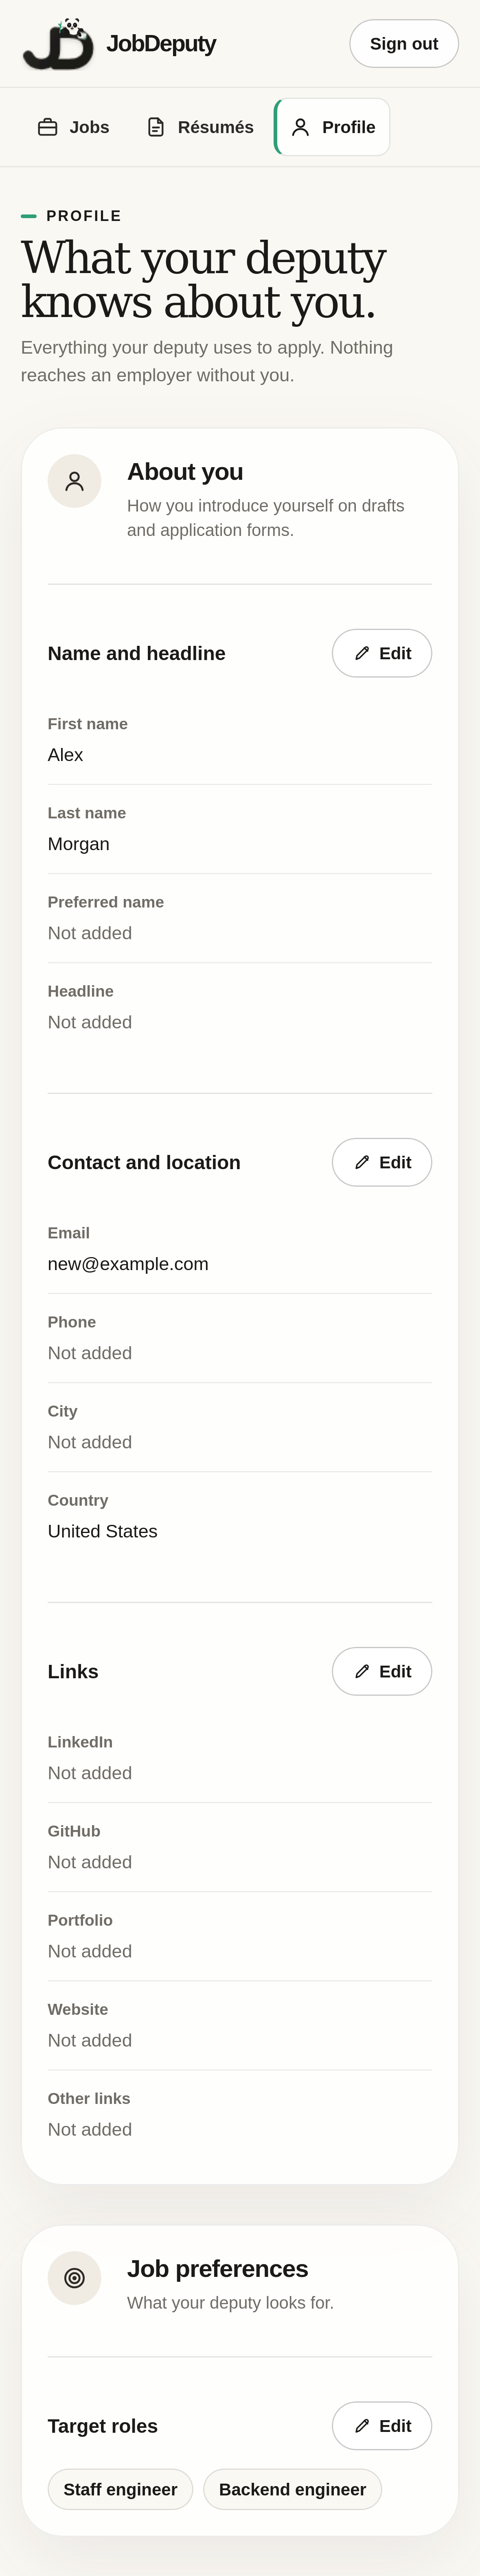 JobDeputy
Sign out
Jobs
Résumés
Profile
PROFILE
What your deputy
knows about you.
Everything your deputy uses to apply. Nothing
reaches an employer without you.
About you
How you introduce yourself on drafts
and application forms.
Name and headline
Edit
First name
Alex
Last name
Morgan
Preferred name
Not added
Headline
Not added
Contact and location
Edit
Email
new@example.com
Phone
Not added
City
Not added
Country
United States
Links
Edit
LinkedIn
Not added
GitHub
Not added
Portfolio
Not added
Website
Not added
Other links
Not added
Job preferences
What your deputy looks for.
Target roles
Edit
Staff engineer
Backend engineer